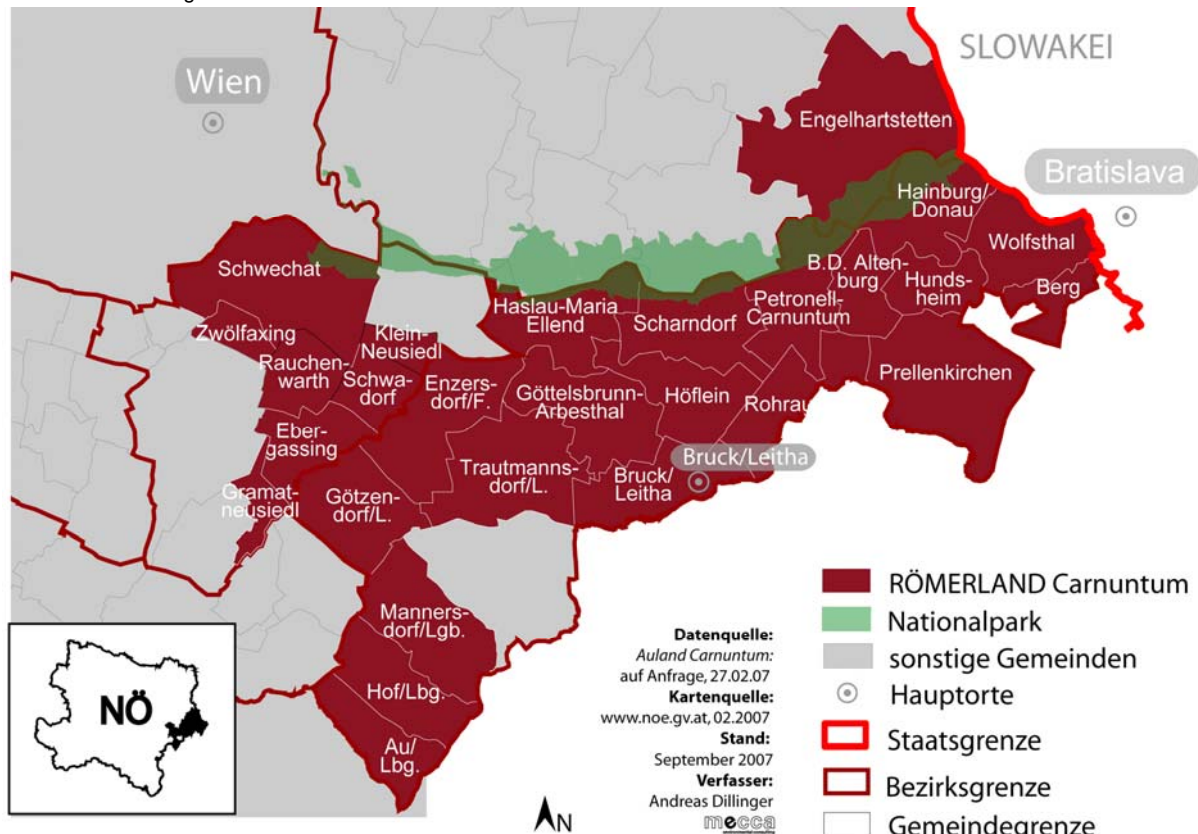 SLOWAKEI
Wien
Engelhartstetten
Bratislava
Hainburg/
Donau
Wolfsthal
Schwechat
B.D. Alten-
burg
Hunds-
heim
Berg
Haslau-Maria
Ellend
Scharndorf
Petronell-
Carnuntum
Zwölfaxing
Klein-
Neusiedl
Rauchen-
warth
Schwa-
dorf
Enzers-
dorf/F.
Göttelsbrunn-
Arbesthal
Höflein
Rohrau
Prellenkirchen
Eber-
gassing
Trautmanns-
dorf/L.
Bruck/
Leitha
Bruck/Leitha
Gramat-
neusiedl
Götzen-
dorf/L.
Manners-
dorf/Lgb.
Hof/Lbg.
Au/
Lbg.
NÖ
N
Datenquelle:
Auland Carnuntum:
auf Anfrage, 27.02.07
Kartenquelle:
www.noe.gv.at, 02.2007
Stand:
September 2007
Verfasser:
Andreas Dillinger
mecca
RÖMERLAND Carnuntum
Nationalpark
sonstige Gemeinden
Hauptorte
Staatsgrenze
Bezirksgrenze
Gemeindegrenze